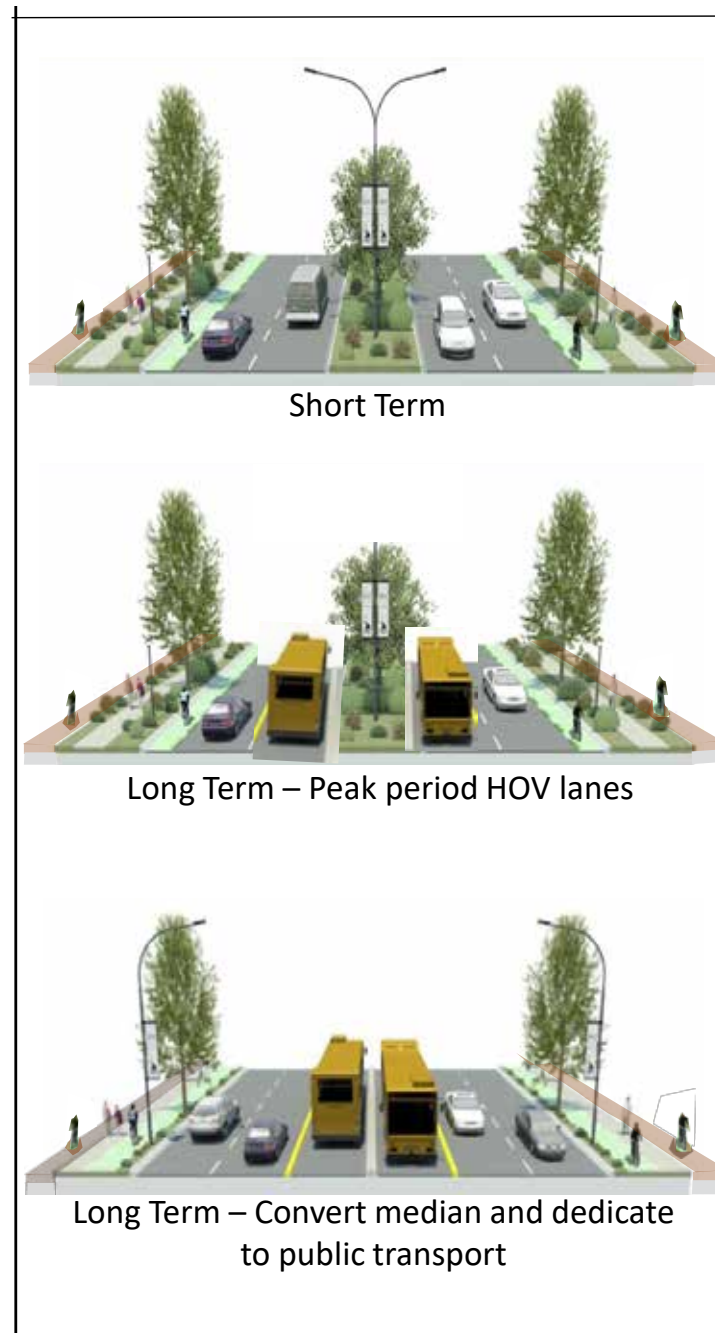 Short Term
Long Term – Peak period HOV lanes
Long Term – Convert median and dedicate
to public transport